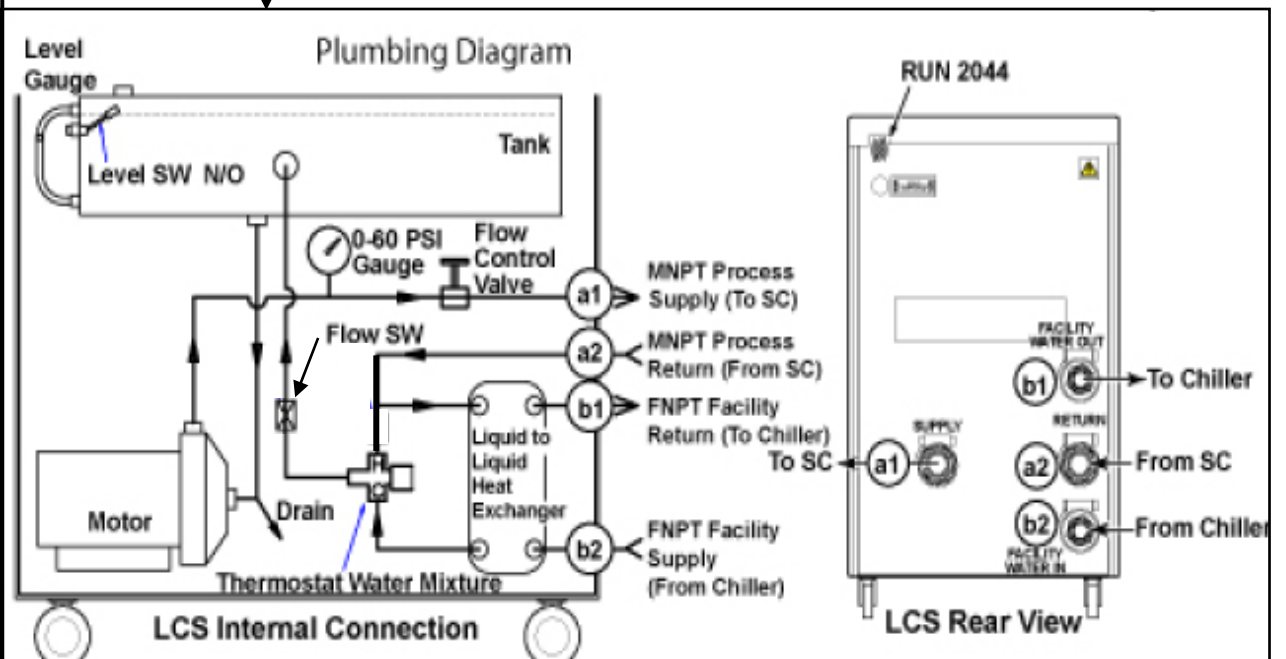 Plumbing Diagram
Level
Gauge
Level SW N/O
Tank
0-60 PSI
Gauge
Flow
Control
Valve
Flow SW
a1
MNPT Process
Supply (To SC)
a2
MNPT Process
Return (From SC)
b1
FNPT Facility
Return (To Chiller)
Liquid to
Liquid
Heat
Exchanger
Motor
Drain
b2
FNPT Facility
Supply
(From Chiller)
Thermostat Water Mixture
LCS Internal Connection
RUN 2044
FACILITY
WATER OUT
b1
To Chiller
SUPPLY
RETURN
To SC
a1
a2
From SC
b2
From Chiller
FACILITY
WATER IN
LCS Rear View